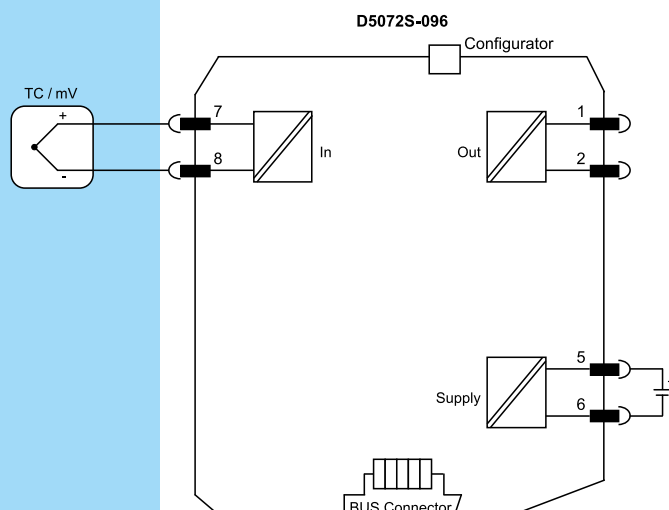 D5072S-096
Configurator
TC / mV
+
7
1
In
Out
8
2
-
5
Supply
6
BUS Connector